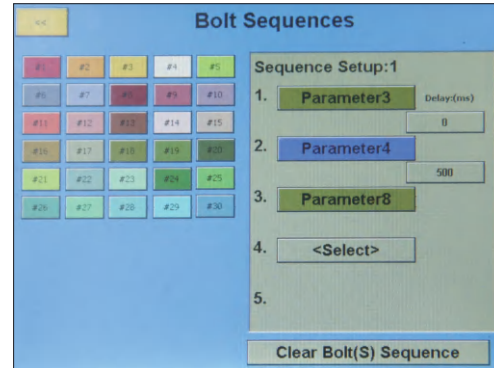 <<
Bolt Sequences
#1 #2 #3 #4 #5
#6 #7 #8 #9 #10
#11 #12 #13 #14 #15
#16 #17 #18 #19 #20
#21 #22 #23 #24 #25
#26 #27 #28 #29 #30
Sequence Setup:1
1. Parameter3 Delay:(ms)
0
2. Parameter4
500
3. Parameter8
4. <Select>
5.
Clear Bolt(S) Sequence